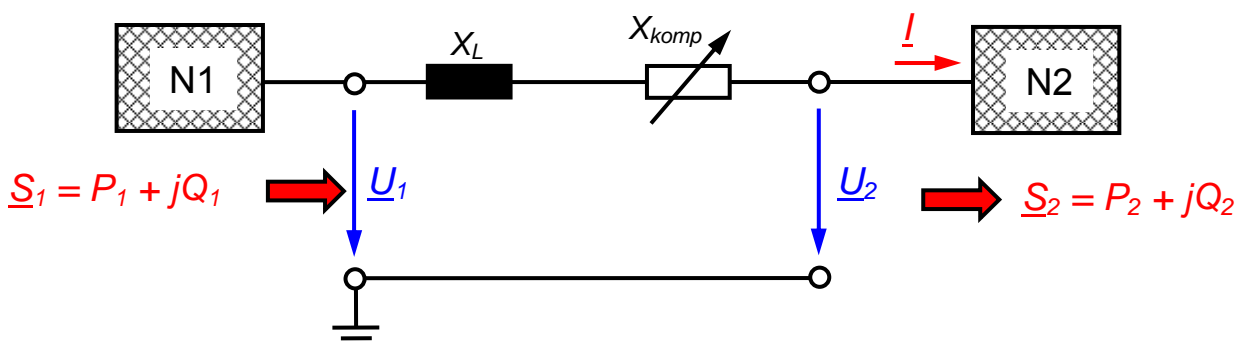 X_L
X_komp
I
N1
N2
S_1 = P_1 + jQ_1
U_1
U_2
S_2 = P_2 + jQ_2